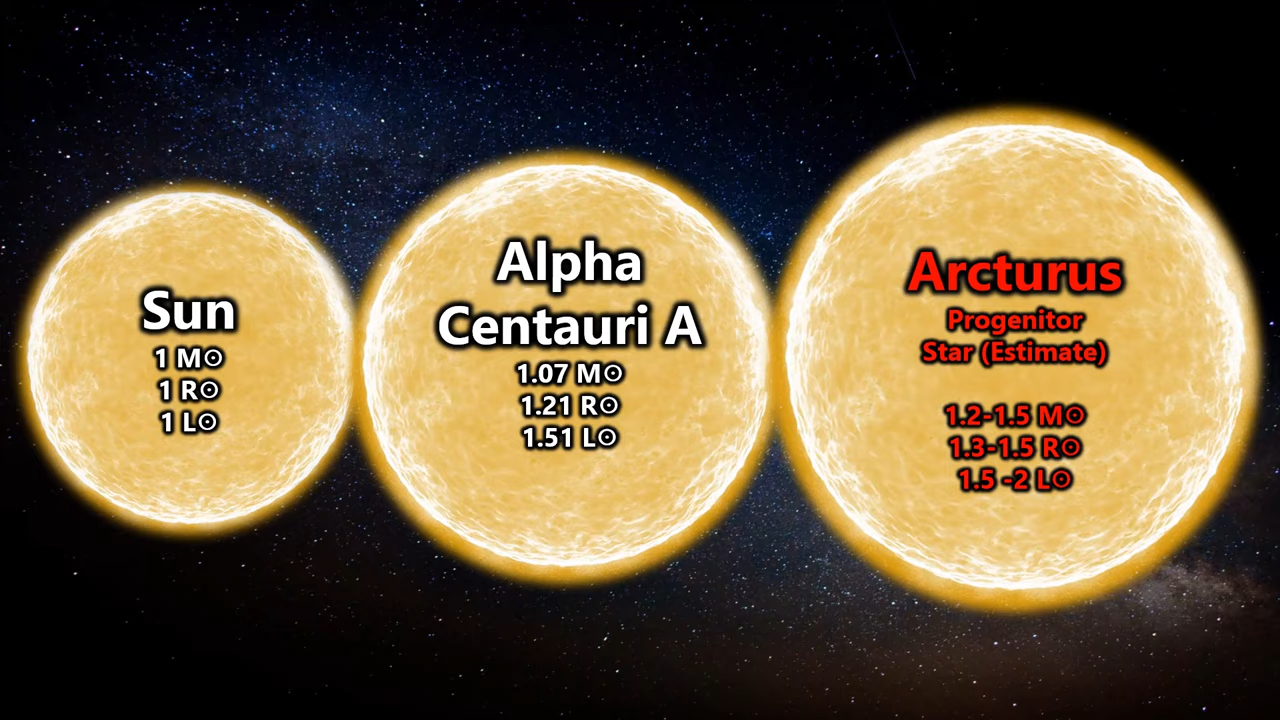 Sun
1 M☉
1 R☉
1 L☉
Alpha
Centauri A
1.07 M☉
1.21 R☉
1.51 L☉
Arcturus
Progenitor
Star (Estimate)
1.2-1.5 M☉
1.3-1.5 R☉
1.5 -2 L☉